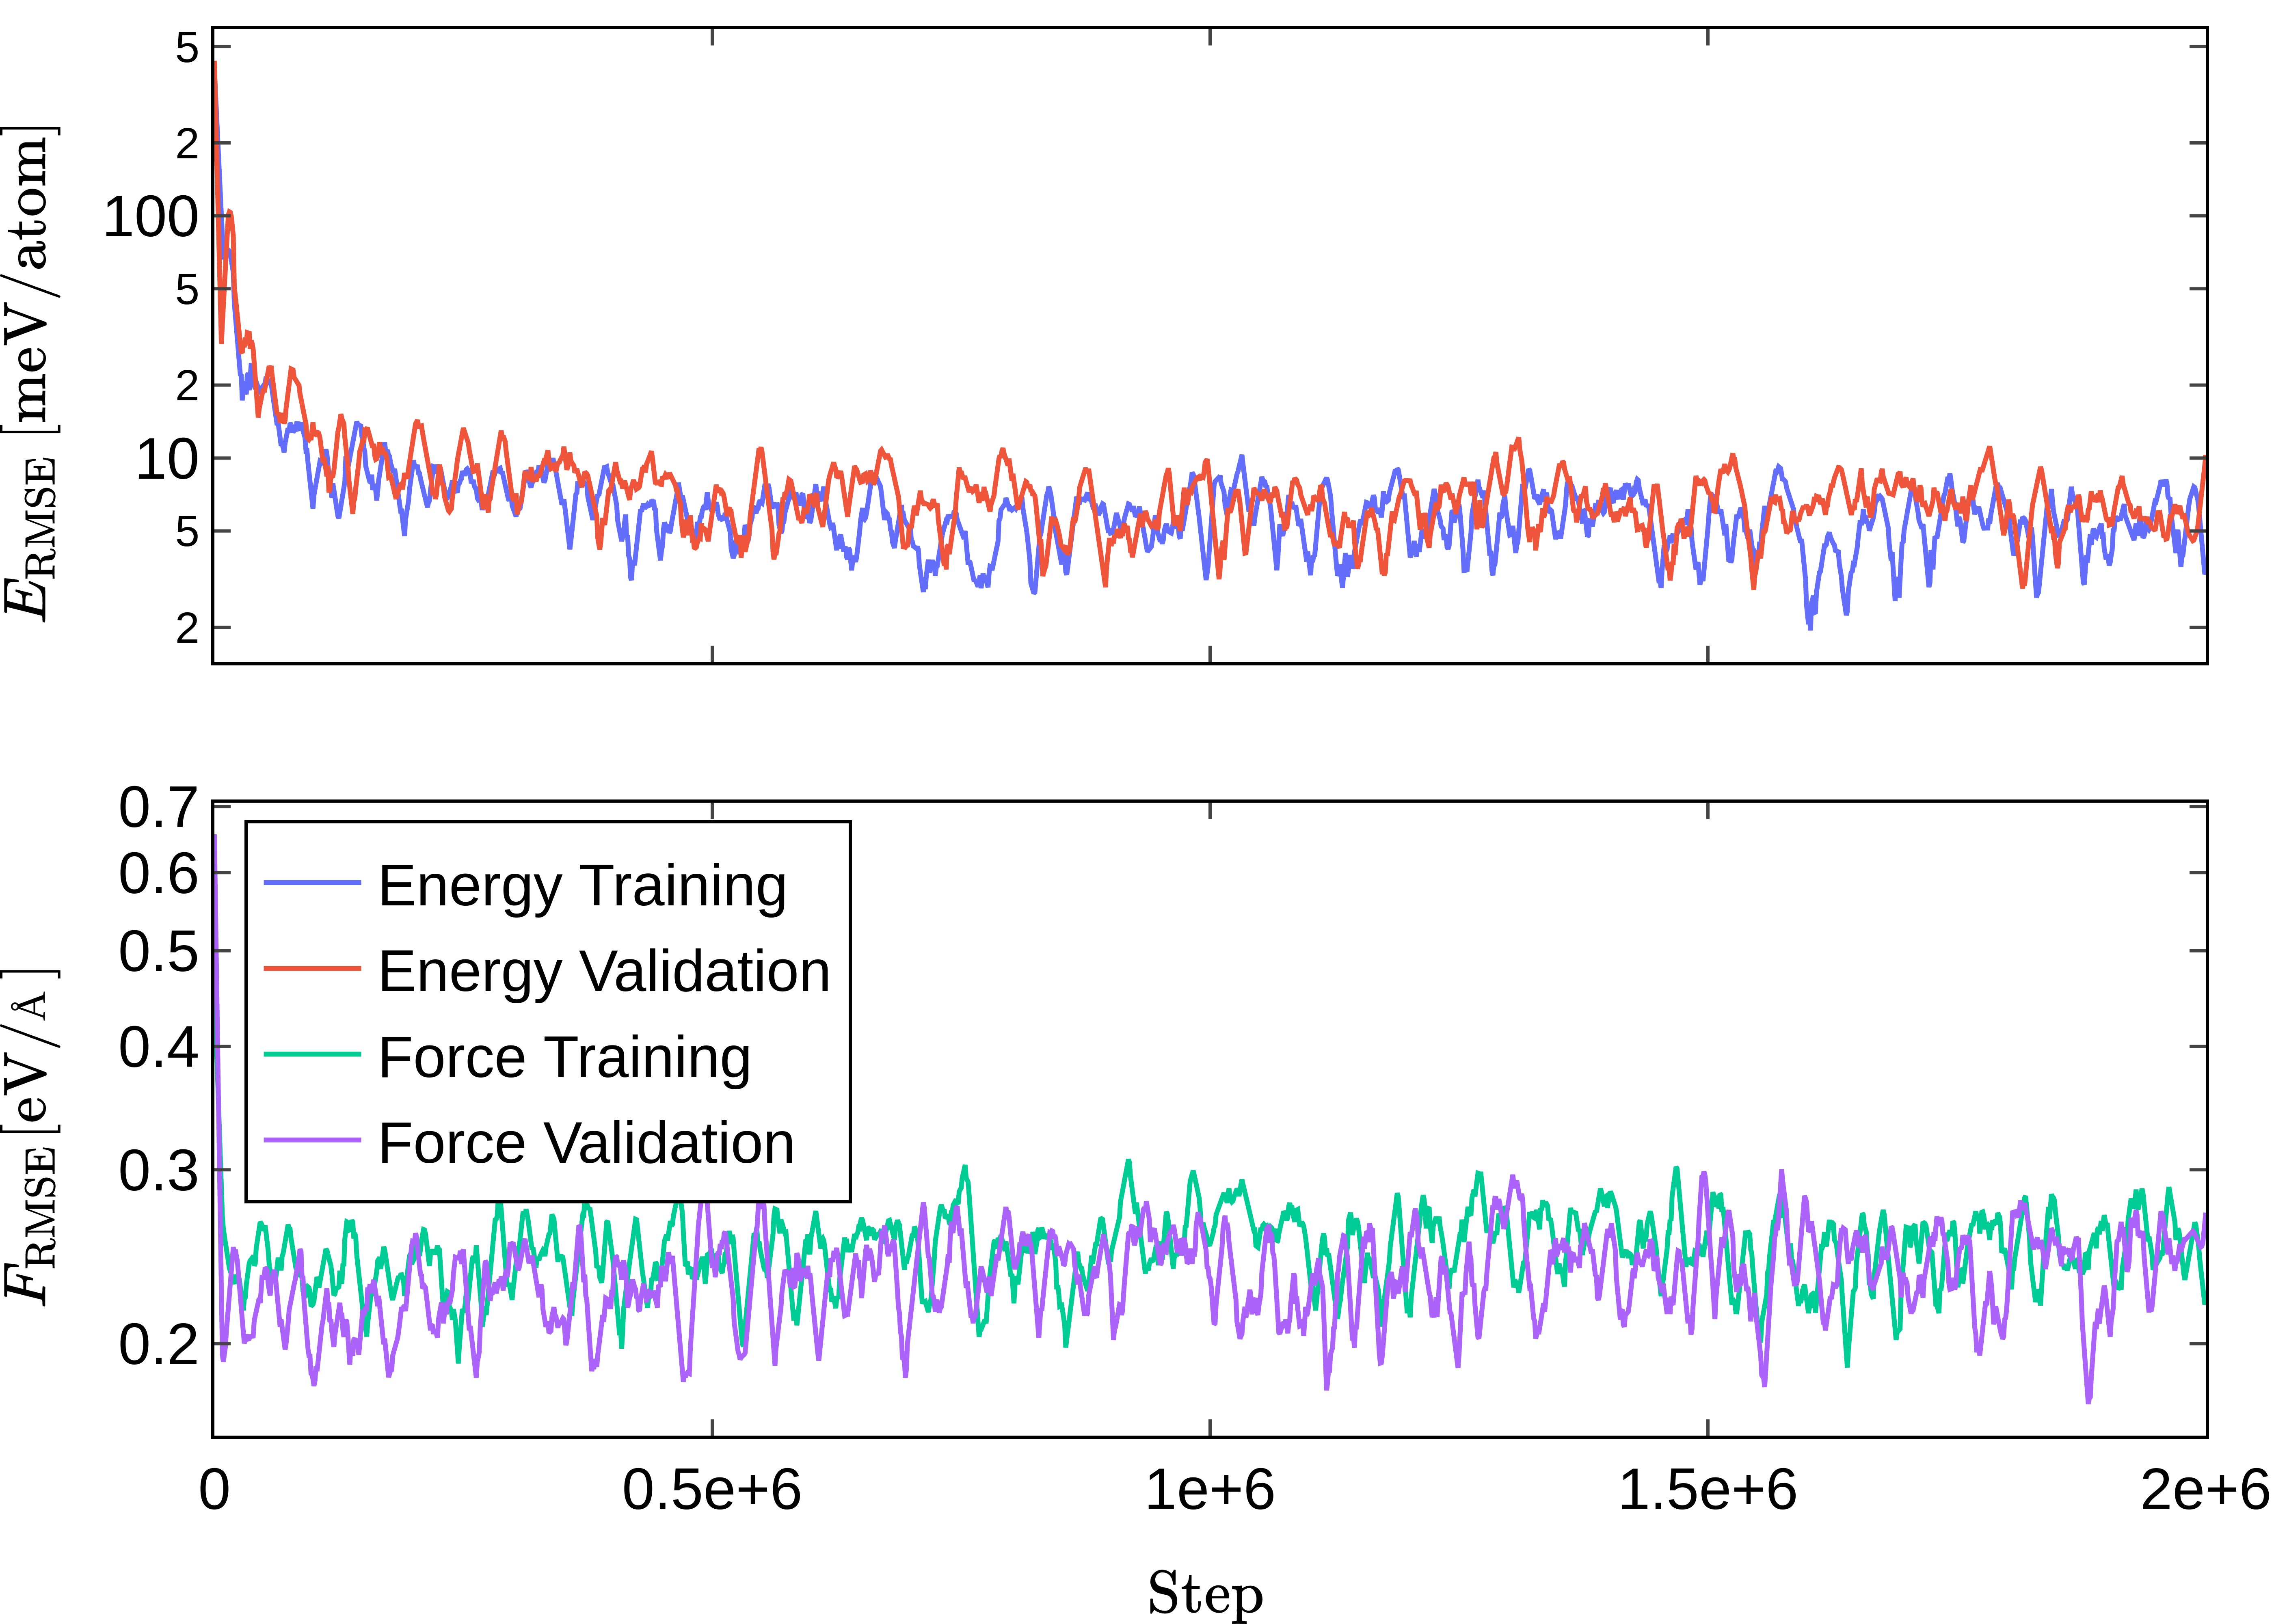 E_RMSE [meV/atom]
5
2
100
5
2
10
5
2
F_RMSE [eV/Å]
0.7
0.6
0.5
0.4
0.3
0.2
Energy Training
Energy Validation
Force Training
Force Validation
0 0.5e+6 1e+6 1.5e+6 2e+6
Step